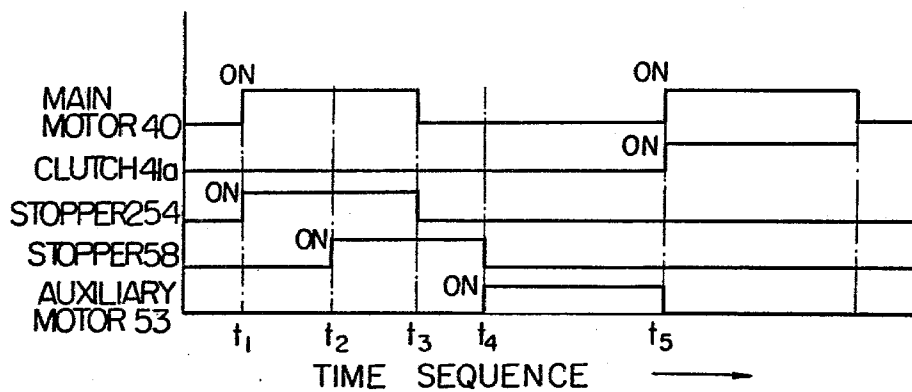 ON
ON
MAIN
MOTOR 40
ON
CLUTCH 41a
ON
STOPPER 254
ON
STOPPER 58
ON
AUXILIARY
MOTOR 53
t1 t2 t3 t4 t5
TIME SEQUENCE